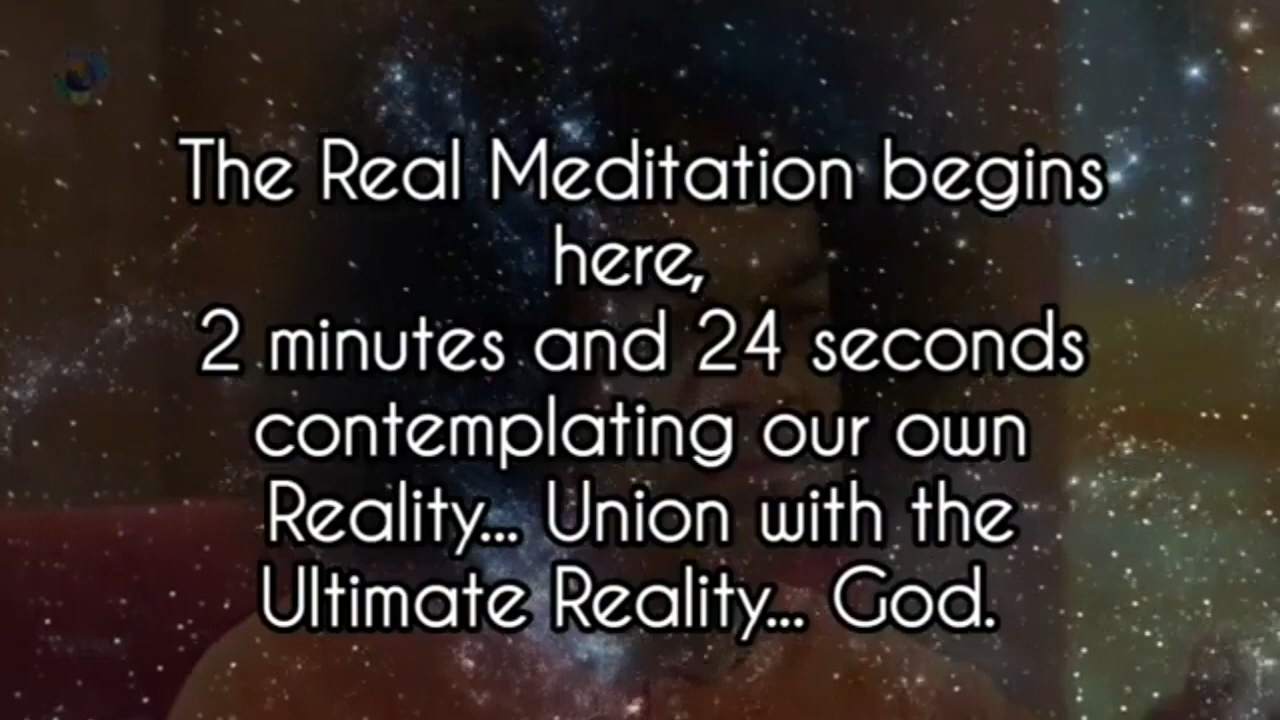 The Real Meditation begins
here,
2 minutes and 24 seconds
contemplating our own
Reality... Union with the
Ultimate Reality... God.